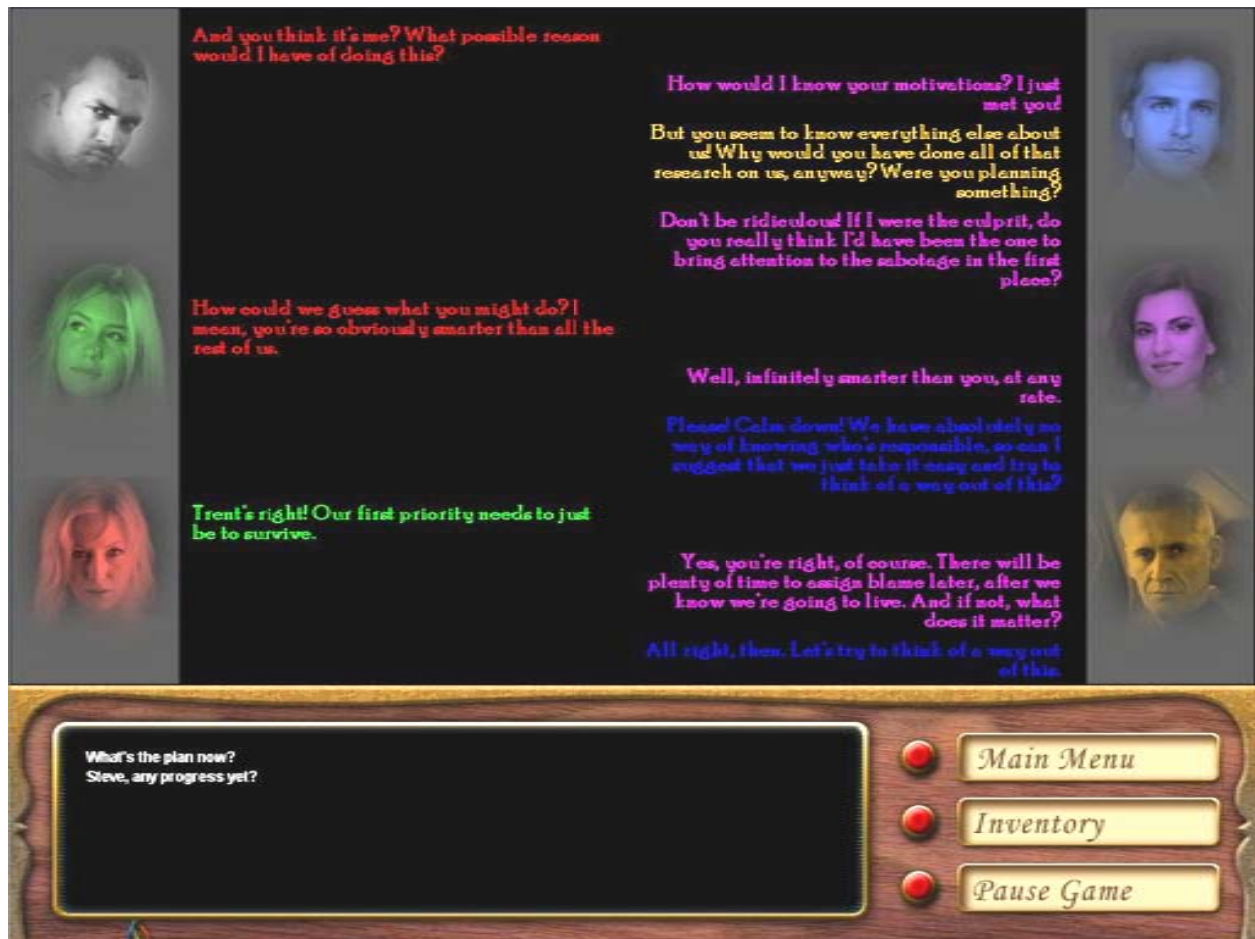 And you think it's me? What possible reason
would I have of doing this?
How would I know your motivations? I just
met you!
But you seem to know everything else about
us! Why would you have done all of that
research on us, anyway? Were you planning
something?
Don't be ridiculous! If I were the culprit, do
you really think I'd have been the one to
bring attention to the sabotage in the first
place?
How could we guess what you might do? I
mean, you're so obviously smarter than all the
rest of us.
Well, infinitely smarter than you, at any
rate.
Please! Calm down! We have absolutely no
way of knowing who's responsible, so can I
suggest that we just take it easy and try to
think of a way out of this?
Trent's right! Our first priority needs to just
be to survive.
Yes, you're right, of course. There will be
plenty of time to assign blame later, after we
know we're going to live. And if not, what
does it matter?
All right, then. Let's try to think of a way out
of this.
What's the plan now?
Steve, any progress yet?
Main Menu
Inventory
Pause Game